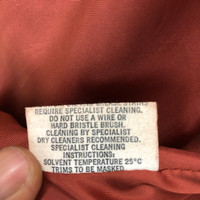 REQUIRE SPECIALIST CLEANING.
DO NOT USE A WIRE OR
HARD BRISTLE BRUSH.
CLEANING BY SPECIALIST
DRY CLEANERS RECOMMENDED.
SPECIALIST CLEANING
INSTRUCTIONS:
SOLVENT TEMPERATURE 25°C
TRIMS TO BE MASKED.